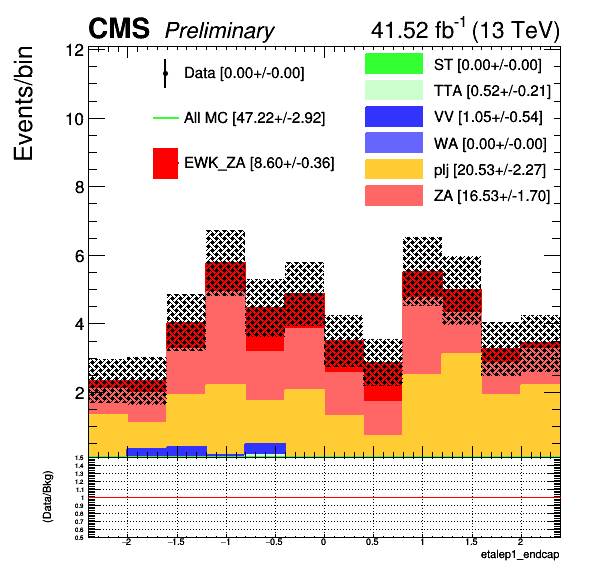 CMS Preliminary 41.52 fb⁻¹ (13 TeV)
Events/bin
12
10
8
6
4
2
Data [0.00+/-0.00]
All MC [47.22+/-2.92]
EWK_ZA [8.60+/-0.36]
ST [0.00+/-0.00]
TTA [0.52+/-0.21]
VV [1.05+/-0.54]
WA [0.00+/-0.00]
plj [20.53+/-2.27]
ZA [16.53+/-1.70]
(Data/Bkg)
1.5
1.4
1.3
1.2
1.1
1
0.9
0.8
0.7
0.6
0.5
−2 −1.5 −1 −0.5 0 0.5 1 1.5 2
etalep1_endcap